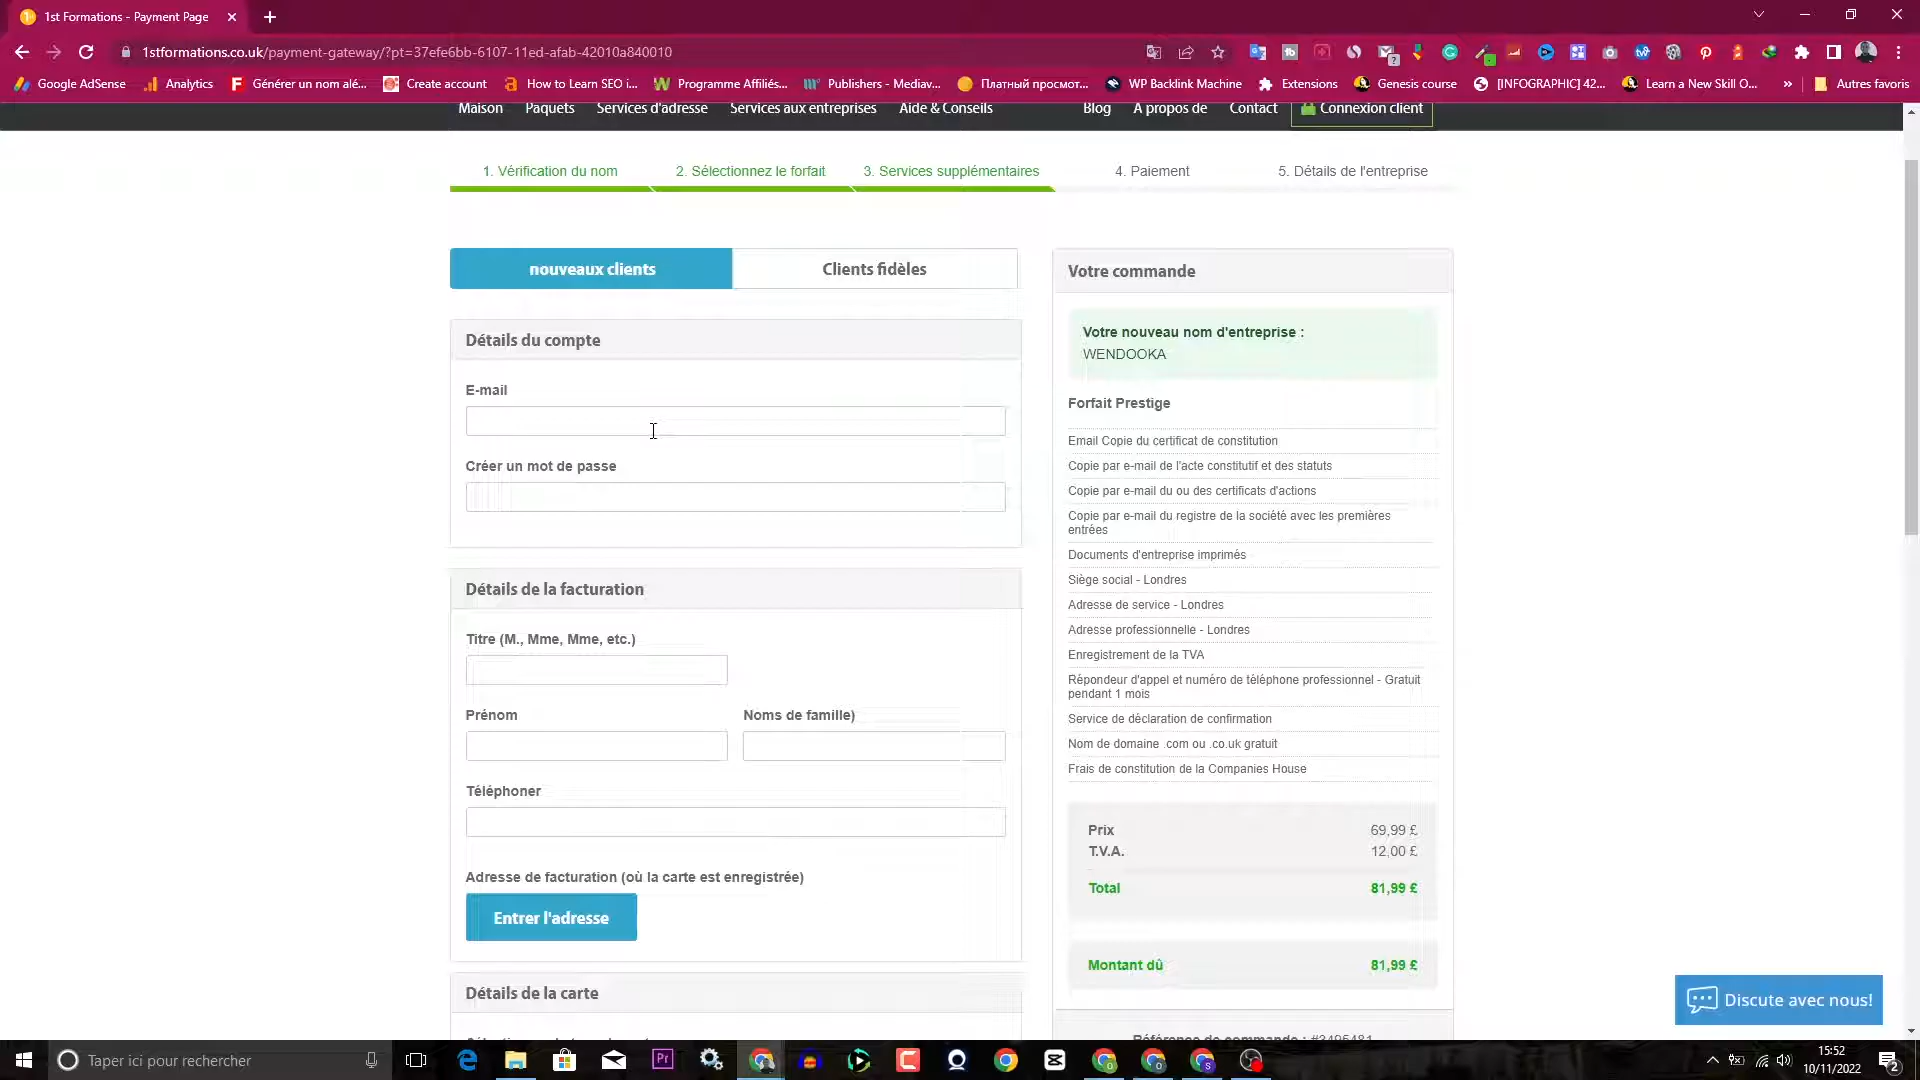 1st Formations - Payment Page
1stformations.co.uk/payment-gateway/?pt=37efe6bb-6107-11ed-afab-42010a840010
Google AdSense
Analytics
Générer un nom alé...
Create account
How to Learn SEO i...
Programme Affiliés...
Publishers - Mediav...
Платный просмот...
WP Backlink Machine
Extensions
Genesis course
[INFOGRAPHIC] 42...
Learn a New Skill O...
»
Autres favoris
Maison
Paquets
Services d'adresse
Services aux entreprises
Aide & Conseils
Blog
A propos de
Contact
Connexion client
1. Vérification du nom
2. Sélectionnez le forfait
3. Services supplémentaires
4. Paiement
5. Détails de l'entreprise
nouveaux clients
Clients fidèles
Détails du compte
E-mail
Créer un mot de passe
Détails de la facturation
Titre (M., Mme, Mme, etc.)
Prénom
Noms de famille)
Téléphoner
Adresse de facturation (où la carte est enregistrée)
Entrer l'adresse
Détails de la carte
Votre commande
Votre nouveau nom d'entreprise :
WENDOOKA
Forfait Prestige
Email Copie du certificat de constitution
Copie par e-mail de l'acte constitutif et des statuts
Copie par e-mail du ou des certificats d'actions
Copie par e-mail du registre de la société avec les premières
entrées
Documents d'entreprise imprimés
Siège social - Londres
Adresse de service - Londres
Adresse professionnelle - Londres
Enregistrement de la TVA
Répondeur d'appel et numéro de téléphone professionnel - Gratuit
pendant 1 mois
Service de déclaration de confirmation
Nom de domaine .com ou .co.uk gratuit
Frais de constitution de la Companies House
Prix 69,99 £
T.V.A. 12,00 £
Total 81,99 £
Montant dû 81,99 £
Référence de commande : #3495481
Discute avec nous!
Taper ici pour rechercher
15:52
10/11/2022
2